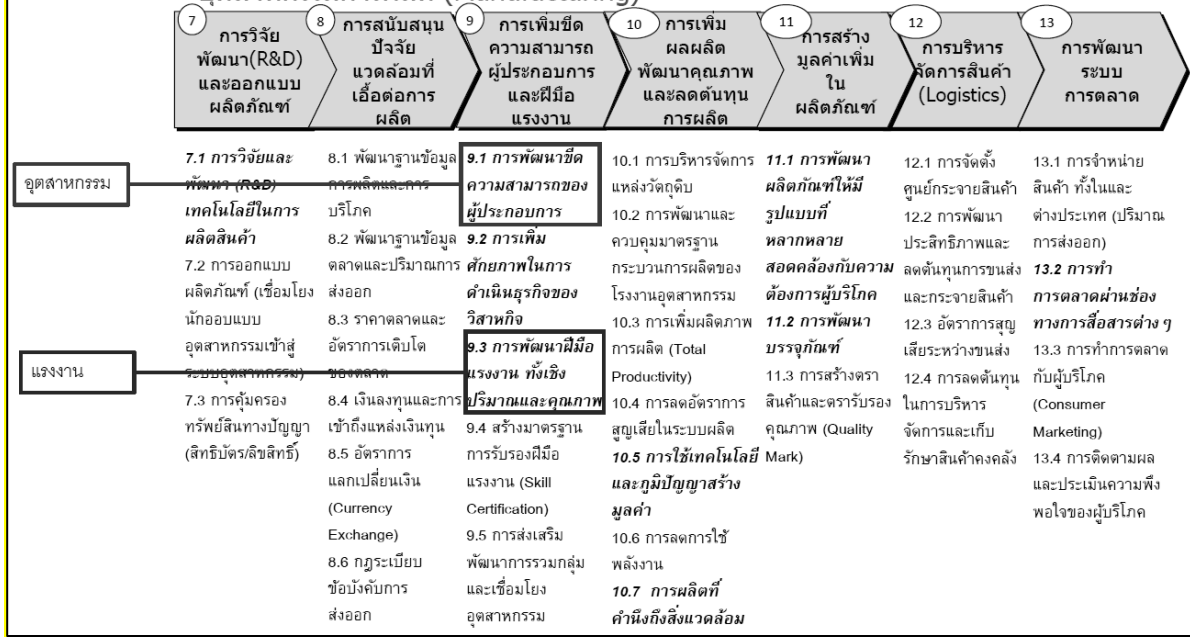 (Manufacturing)
7
การวิจัย
พัฒนา(R&D)
และออกแบบ
ผลิตภัณฑ์
8
การสนับสนุน
ปัจจัย
แวดล้อมที่
เอื้อต่อการ
ผลิต
9
การเพิ่มขีด
ความสามารถ
ผู้ประกอบการ
และฝีมือ
แรงงาน
10
การเพิ่ม
ผลผลิต
พัฒนาคุณภาพ
และลดต้นทุน
การผลิต
11
การสร้าง
มูลค่าเพิ่ม
ใน
ผลิตภัณฑ์
12
การบริหาร
จัดการสินค้า
(Logistics)
13
การพัฒนา
ระบบ
การตลาด
อุตสาหกรรม
แรงงาน
7.1 การวิจัยและ
พัฒนา (R&D)
เทคโนโลยีในการ
ผลิตสินค้า
7.2 การออกแบบ
ผลิตภัณฑ์ (เชื่อมโยง
นักออกแบบ
อุตสาหกรรมเข้าสู่
ระบบอุตสาหกรรม)
7.3 การคุ้มครอง
ทรัพย์สินทางปัญญา
(สิทธิบัตร/ลิขสิทธิ์)
8.1 พัฒนาฐานข้อมูล
การผลิตและการ
บริโภค
8.2 พัฒนาฐานข้อมูล
ตลาดและปริมาณการ
ส่งออก
8.3 ราคาตลาดและ
อัตราการเติบโต
ของตลาด
8.4 เงินลงทุนและการ
เข้าถึงแหล่งเงินทุน
8.5 อัตราการ
แลกเปลี่ยนเงิน
(Currency
Exchange)
8.6 กฎระเบียบ
ข้อบังคับการ
ส่งออก
9.1 การพัฒนาขีด
ความสามารถของ
ผู้ประกอบการ
9.2 การเพิ่ม
ศักยภาพในการ
ดำเนินธุรกิจของ
วิสาหกิจ
9.3 การพัฒนาฝีมือ
แรงงาน ทั้งเชิง
ปริมาณและคุณภาพ
9.4 สร้างมาตรฐาน
การรับรองฝีมือ
แรงงาน (Skill
Certification)
9.5 การส่งเสริม
พัฒนาการรวมกลุ่ม
และเชื่อมโยง
อุตสาหกรรม
10.1 การบริหารจัดการ
แหล่งวัตถุดิบ
10.2 การพัฒนาและ
ควบคุมมาตรฐาน
กระบวนการผลิตของ
โรงงานอุตสาหกรรม
10.3 การเพิ่มผลิตภาพ
การผลิต (Total
Productivity)
10.4 การลดอัตราการ
สูญเสียในระบบผลิต
10.5 การใช้เทคโนโลยี
และภูมิปัญญาสร้าง
มูลค่า
10.6 การลดการใช้
พลังงาน
10.7 การผลิตที่
คำนึงถึงสิ่งแวดล้อม
11.1 การพัฒนา
ผลิตภัณฑ์ให้มี
รูปแบบที่
หลากหลาย
สอดคล้องกับความ
ต้องการผู้บริโภค
11.2 การพัฒนา
บรรจุภัณฑ์
11.3 การสร้างตรา
สินค้าและตรารับรอง
คุณภาพ (Quality
Mark)
12.1 การจัดตั้ง
ศูนย์กระจายสินค้า
12.2 การพัฒนา
ประสิทธิภาพและ
ลดต้นทุนการขนส่ง
และกระจายสินค้า
12.3 อัตราการสูญ
เสียระหว่างขนส่ง
12.4 การลดต้นทุน
ในการบริหาร
จัดการและเก็บ
รักษาสินค้าคงคลัง
13.1 การจำหน่าย
สินค้า ทั้งในและ
ต่างประเทศ (ปริมาณ
การส่งออก)
13.2 การทำ
การตลาดผ่านช่อง
ทางการสื่อสารต่าง ๆ
13.3 การทำการตลาด
กับผู้บริโภค
(Consumer
Marketing)
13.4 การติดตามผล
และประเมินความพึง
พอใจของผู้บริโภค